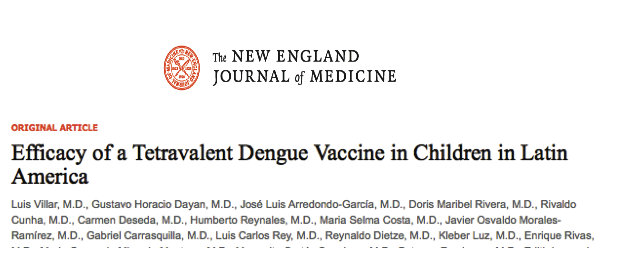 The NEW ENGLAND
JOURNAL of MEDICINE
ORIGINAL ARTICLE
Efficacy of a Tetravalent Dengue Vaccine in Children in Latin
America
Luis Villar, M.D., Gustavo Horacio Dayan, M.D., José Luis Arredondo-García, M.D., Doris Maribel Rivera, M.D., Rivaldo
Cunha, M.D., Carmen Deseda, M.D., Humberto Reynales, M.D., Maria Selma Costa, M.D., Javier Osvaldo Morales-
Ramírez, M.D., Gabriel Carrasquilla, M.D., Luis Carlos Rey, M.D., Reynaldo Dietze, M.D., Kleber Luz, M.D., Enrique Rivas,